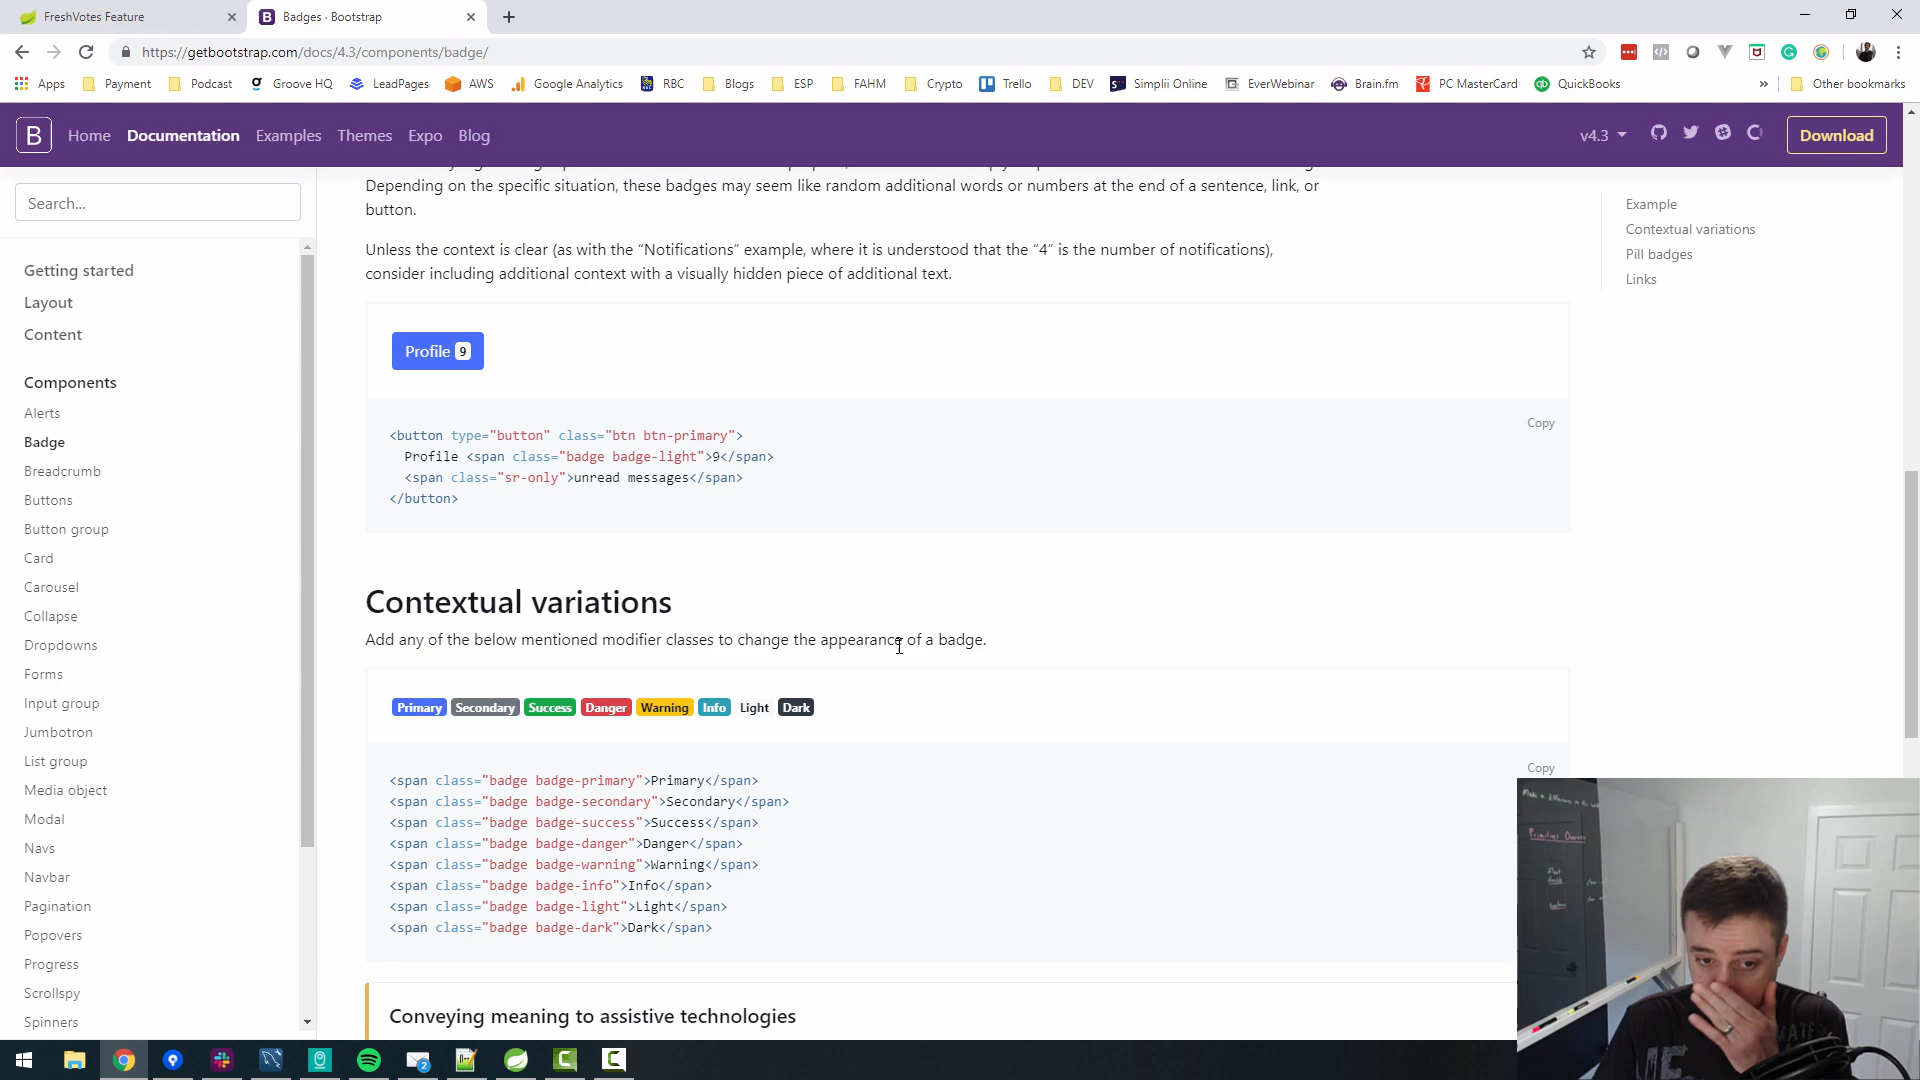 FreshVotes Feature
Badges · Bootstrap
https://getbootstrap.com/docs/4.3/components/badge/
Apps
Payment
Podcast
Groove HQ
LeadPages
AWS
Google Analytics
RBC
Blogs
ESP
FAHM
Crypto
Trello
DEV
Simplii Online
EverWebinar
Brain.fm
PC MasterCard
QuickBooks
»
Other bookmarks
B
Home
Documentation
Examples
Themes
Expo
Blog
v4.3
Download
Search...
Getting started
Layout
Content
Components
Alerts
Badge
Breadcrumb
Buttons
Button group
Card
Carousel
Collapse
Dropdowns
Forms
Input group
Jumbotron
List group
Media object
Modal
Navs
Navbar
Pagination
Popovers
Progress
Scrollspy
Spinners
Depending on the specific situation, these badges may seem like random additional words or numbers at the end of a sentence, link, or
button.
Unless the context is clear (as with the “Notifications” example, where it is understood that the “4” is the number of notifications),
consider including additional context with a visually hidden piece of additional text.
Profile 9
Copy
<button type="button" class="btn btn-primary">
Profile <span class="badge badge-light">9</span>
<span class="sr-only">unread messages</span>
</button>
Contextual variations
Add any of the below mentioned modifier classes to change the appearance of a badge.
Primary Secondary Success Danger Warning Info Light Dark
Copy
<span class="badge badge-primary">Primary</span>
<span class="badge badge-secondary">Secondary</span>
<span class="badge badge-success">Success</span>
<span class="badge badge-danger">Danger</span>
<span class="badge badge-warning">Warning</span>
<span class="badge badge-info">Info</span>
<span class="badge badge-light">Light</span>
<span class="badge badge-dark">Dark</span>
Conveying meaning to assistive technologies
Example
Contextual variations
Pill badges
Links